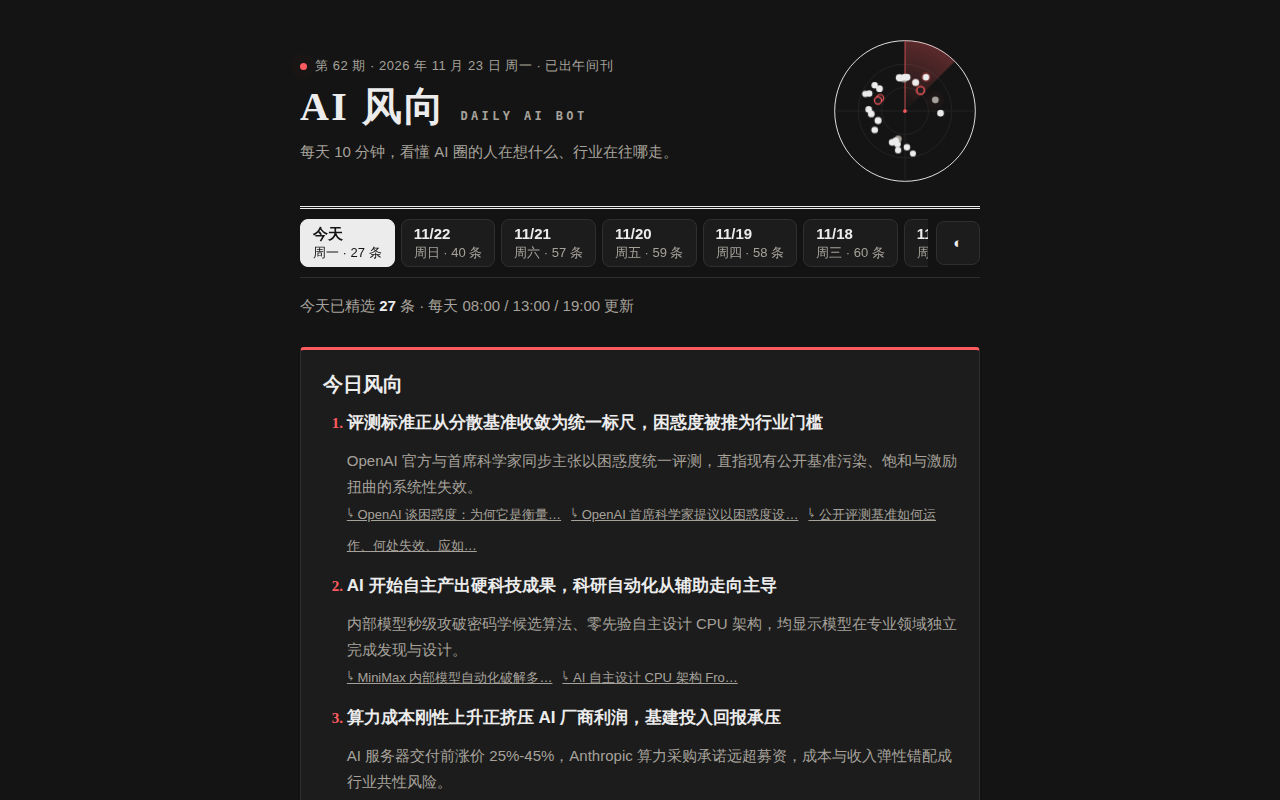 第 62 期 · 2026 年 11 月 23 日 周一 · 已出午间刊
AI 风向 DAILY AI BOT
每天 10 分钟，看懂 AI 圈的人在想什么、行业在往哪走。
今天
周一 · 27 条
11/22
周日 · 40 条
11/21
周六 · 57 条
11/20
周五 · 59 条
11/19
周四 · 58 条
11/18
周三 · 60 条
11
周
今天已精选 27 条 · 每天 08:00 / 13:00 / 19:00 更新
今日风向
1. 评测标准正从分散基准收敛为统一标尺，困惑度被推为行业门槛
OpenAI 官方与首席科学家同步主张以困惑度统一评测，直指现有公开基准污染、饱和与激励
扭曲的系统性失效。
↳ OpenAI 谈困惑度：为何它是衡量… ↳ OpenAI 首席科学家提议以困惑度设… ↳ 公开评测基准如何运
作、何处失效、应如…
2. AI 开始自主产出硬科技成果，科研自动化从辅助走向主导
内部模型秒级攻破密码学候选算法、零先验自主设计 CPU 架构，均显示模型在专业领域独立
完成发现与设计。
↳ MiniMax 内部模型自动化破解多… ↳ AI 自主设计 CPU 架构 Fro…
3. 算力成本刚性上升正挤压 AI 厂商利润，基建投入回报承压
AI 服务器交付前涨价 25%-45%，Anthropic 算力采购承诺远超募资，成本与收入弹性错配成
行业共性风险。